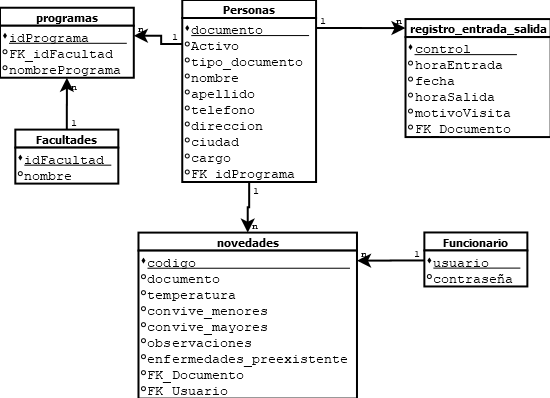 programas
idPrograma
FK_idFacultad
nombrePrograma
n
1
Personas
documento
Activo
tipo_documento
nombre
apellido
telefono
direccion
ciudad
cargo
FK_idPrograma
1
n
registro_entrada_salida
control
horaEntrada
fecha
horaSalida
motivoVisita
FK_Documento
n
1
Facultades
idFacultad
nombre
1
n
novedades
codigo
documento
temperatura
convive_menores
convive_mayores
observaciones
enfermedades_preexistente
FK_Documento
FK_Usuario
n
1
Funcionario
usuario
contraseña